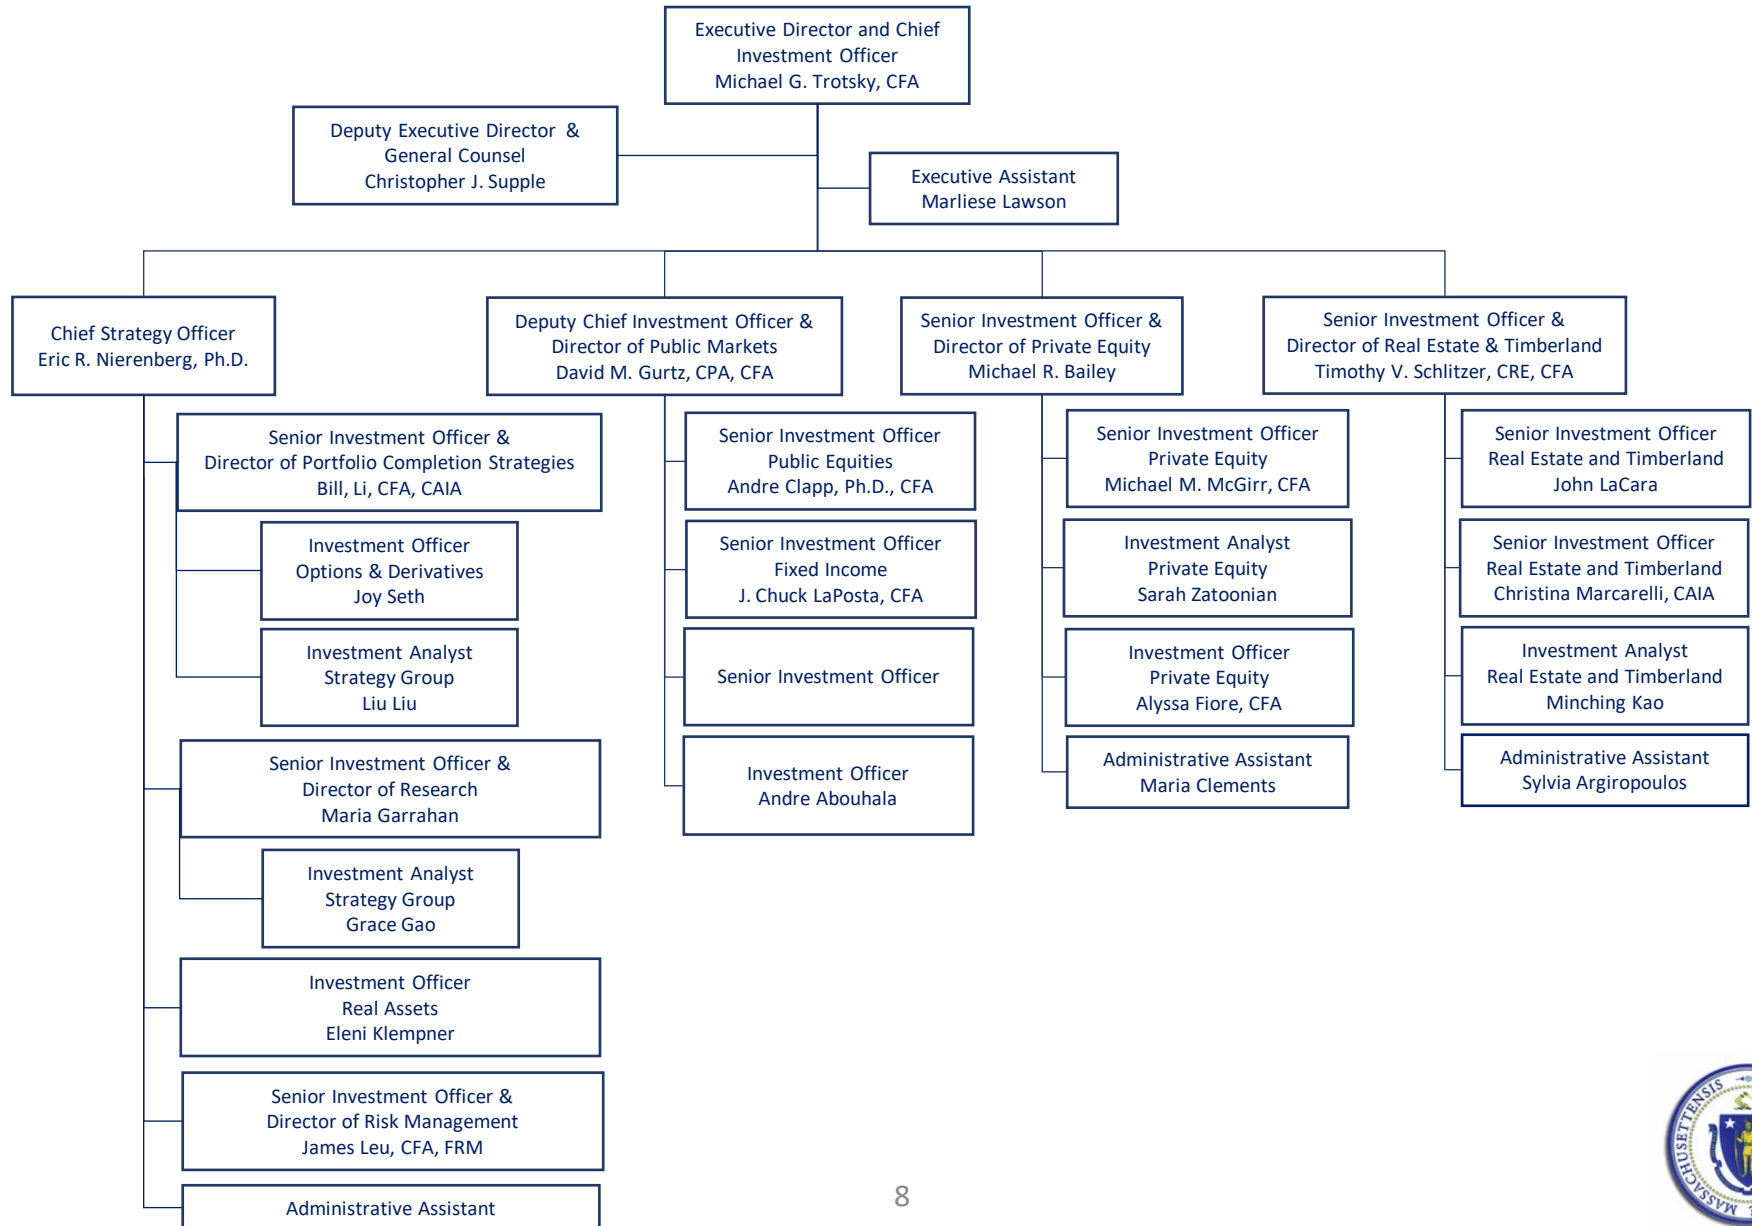 Executive Director and Chief
Investment Officer
Michael G. Trotsky, CFA
Deputy Executive Director &
General Counsel
Christopher J. Supple
Executive Assistant
Marliese Lawson
Chief Strategy Officer
Eric R. Nierenberg, Ph.D.
Deputy Chief Investment Officer &
Director of Public Markets
David M. Gurtz, CPA, CFA
Senior Investment Officer &
Director of Private Equity
Michael R. Bailey
Senior Investment Officer &
Director of Real Estate & Timberland
Timothy V. Schlitzer, CRE, CFA
Senior Investment Officer &
Director of Portfolio Completion Strategies
Bill, Li, CFA, CAIA
Investment Officer
Options & Derivatives
Joy Seth
Investment Analyst
Strategy Group
Liu Liu
Senior Investment Officer &
Director of Research
Maria Garrahan
Investment Analyst
Strategy Group
Grace Gao
Investment Officer
Real Assets
Eleni Klempner
Senior Investment Officer &
Director of Risk Management
James Leu, CFA, FRM
Administrative Assistant
Senior Investment Officer
Public Equities
Andre Clapp, Ph.D., CFA
Senior Investment Officer
Fixed Income
J. Chuck LaPosta, CFA
Senior Investment Officer
Investment Officer
Andre Abouhala
Senior Investment Officer
Private Equity
Michael M. McGirr, CFA
Investment Analyst
Private Equity
Sarah Zatoonian
Investment Officer
Private Equity
Alyssa Fiore, CFA
Administrative Assistant
Maria Clements
Senior Investment Officer
Real Estate and Timberland
John LaCara
Senior Investment Officer
Real Estate and Timberland
Christina Marcarelli, CAIA
Investment Analyst
Real Estate and Timberland
Minching Kao
Administrative Assistant
Sylvia Argiropoulos
8
MASSACHUSETTENSIS